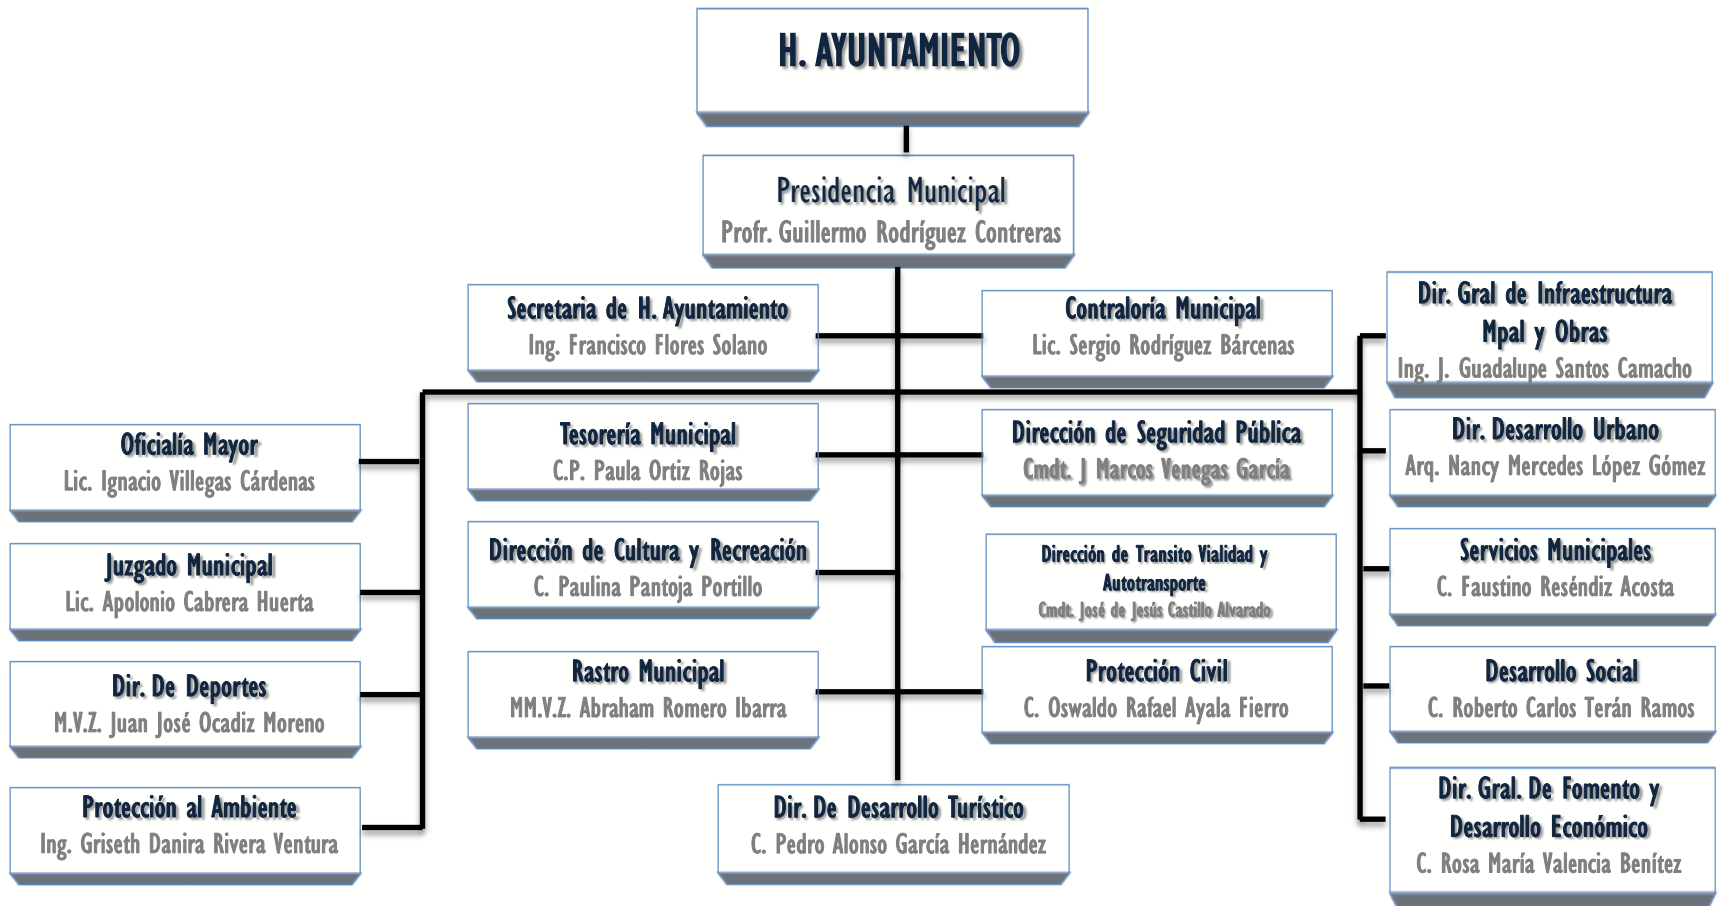 H. AYUNTAMIENTO
Presidencia Municipal
Profr. Guillermo Rodríguez Contreras
Secretaria de H. Ayuntamiento
Ing. Francisco Flores Solano
Contraloría Municipal
Lic. Sergio Rodríguez Bárcenas
Dir. Gral de Infraestructura
Mpal y Obras
Ing. J. Guadalupe Santos Camacho
Oficialía Mayor
Lic. Ignacio Villegas Cárdenas
Tesorería Municipal
C.P. Paula Ortiz Rojas
Dirección de Seguridad Pública
Cmdt. J Marcos Venegas García
Dir. Desarrollo Urbano
Arq. Nancy Mercedes López Gómez
Juzgado Municipal
Lic. Apolonio Cabrera Huerta
Dirección de Cultura y Recreación
C. Paulina Pantoja Portillo
Dirección de Transito Vialidad y
Autotransporte
Cmdt. José de Jesús Castillo Alvarado
Servicios Municipales
C. Faustino Reséndiz Acosta
Dir. De Deportes
M.V.Z. Juan José Ocadiz Moreno
Rastro Municipal
MM.V.Z. Abraham Romero Ibarra
Protección Civil
C. Oswaldo Rafael Ayala Fierro
Desarrollo Social
C. Roberto Carlos Terán Ramos
Protección al Ambiente
Ing. Griseth Danira Rivera Ventura
Dir. De Desarrollo Turístico
C. Pedro Alonso García Hernández
Dir. Gral. De Fomento y
Desarrollo Económico
C. Rosa María Valencia Benítez